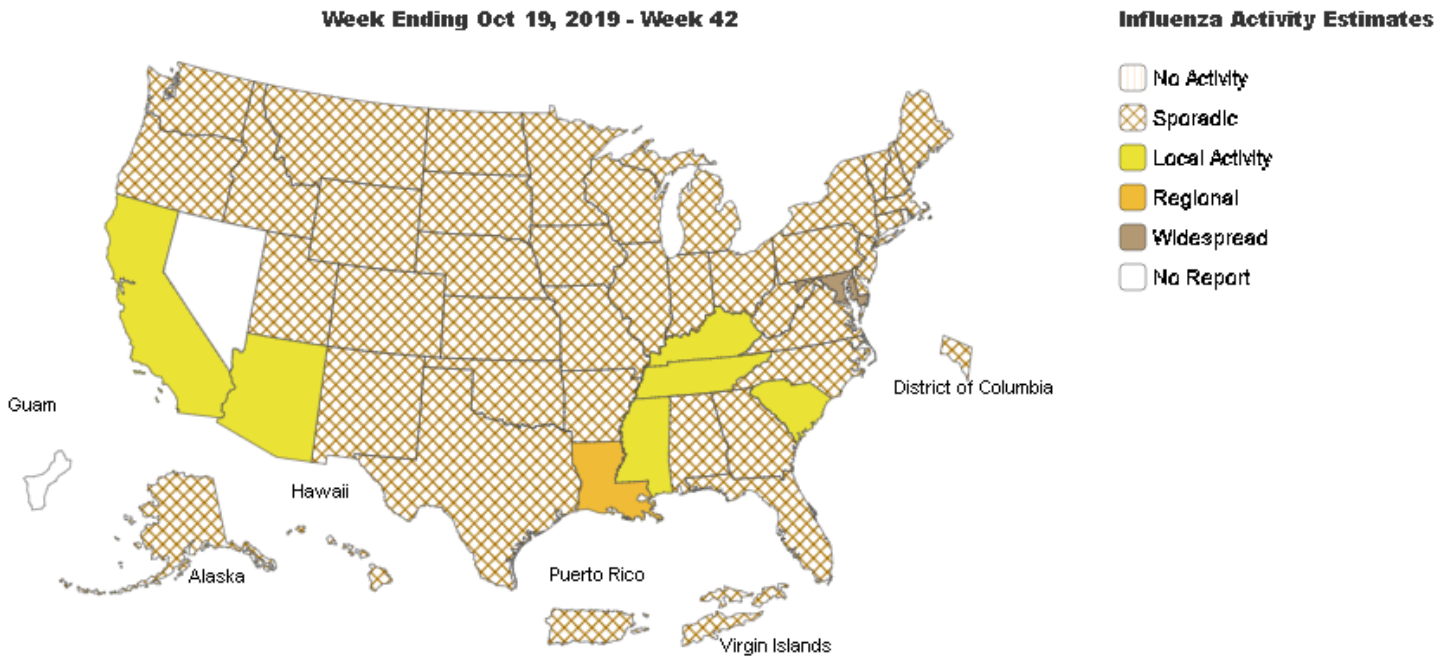 Week Ending Oct 19, 2019 - Week 42
Influenza Activity Estimates
No Activity
Sporadic
Local Activity
Regional
Widespread
No Report
District of Columbia
Guam
Hawaii
Alaska
Puerto Rico
Virgin Islands